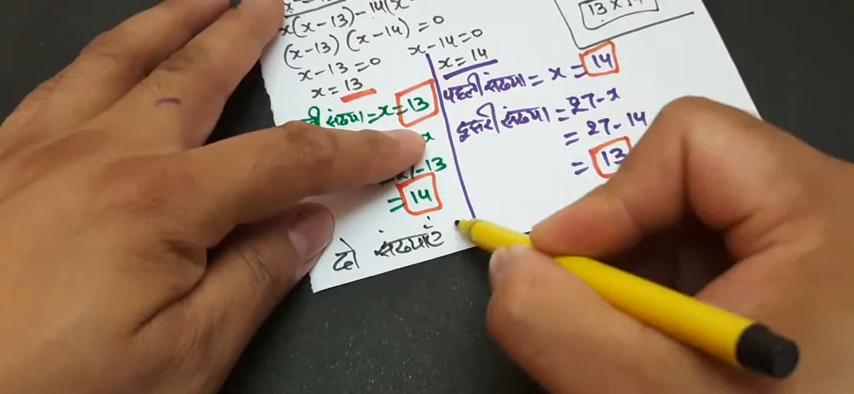 x(x-13)-14(x
(x-13) (x-14) =0
x-13=0
x=13
संख्या=x=13
x
-13
=14
x-14=0
x=14
पहली संख्या = x =14
दूसरी संख्या =27-x
=27-14
=13
दो संख्याएं
13×14